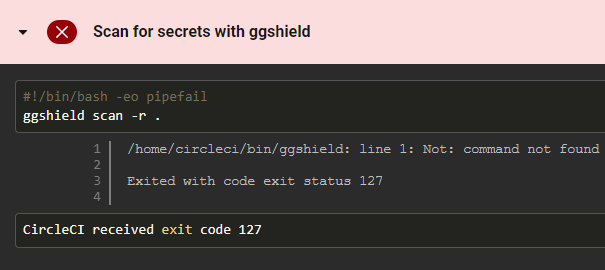 Scan for secrets with ggshield
#!/bin/bash -eo pipefail
ggshield scan -r .
1 /home/circleci/bin/ggshield: line 1: Not: command not found
2
3 Exited with code exit status 127
4
CircleCI received exit code 127